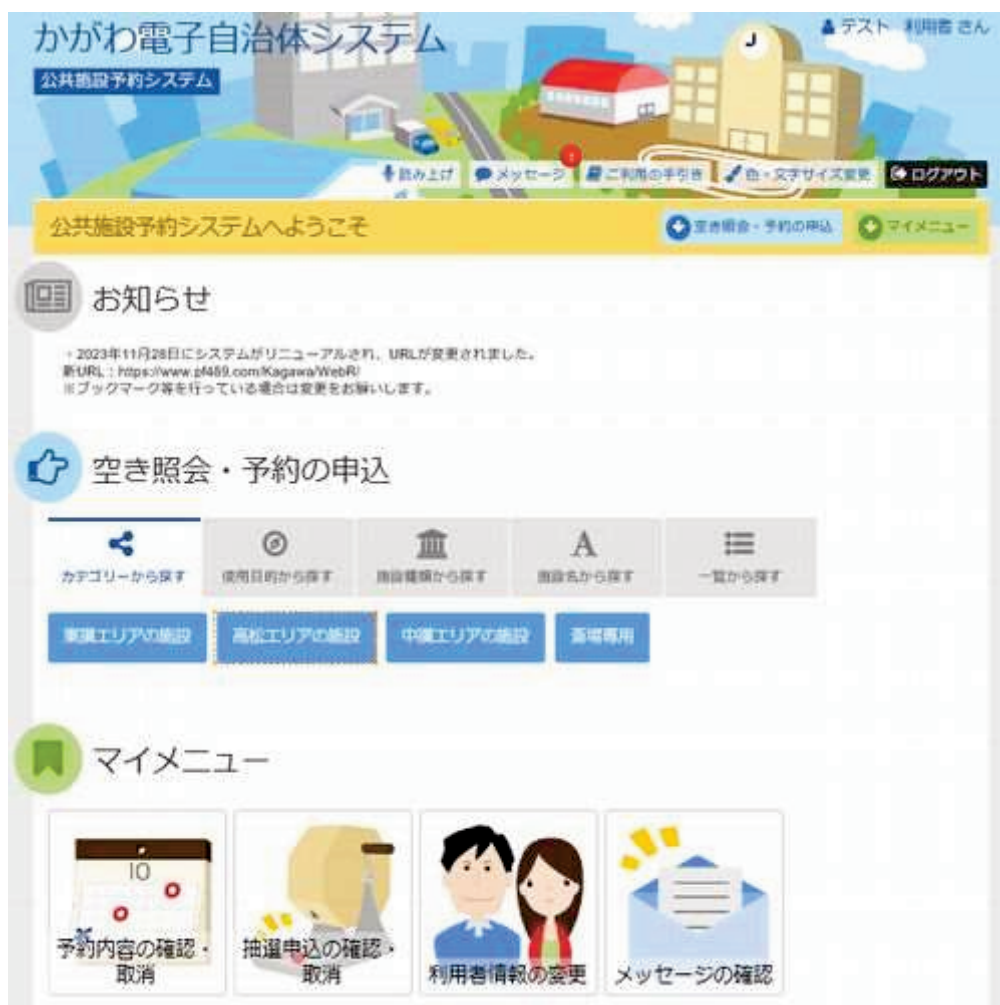 かがわ電子自治体システム
テスト 利用者 さん
公共施設予約システム
J
読み上げ
メッセージ
1
ご利用の手引き
色・文字サイズ変更
ログアウト
公共施設予約システムへようこそ
空き照会・予約の申込
マイメニュー
お知らせ
・2023年11月28日にシステムがリニューアルされ、URLが変更されました。
新URL：https://www.pf489.com/Kagawa/WebR/
※ブックマーク等を行っている場合は変更をお願いします。
空き照会・予約の申込
カテゴリーから探す
使用目的から探す
施設種類から探す
A
施設名から探す
一覧から探す
東讃エリアの施設
高松エリアの施設
中讃エリアの施設
斎場専用
マイメニュー
10
予約内容の確認・
取消
抽選申込の確認・
取消
利用者情報の変更
メッセージの確認